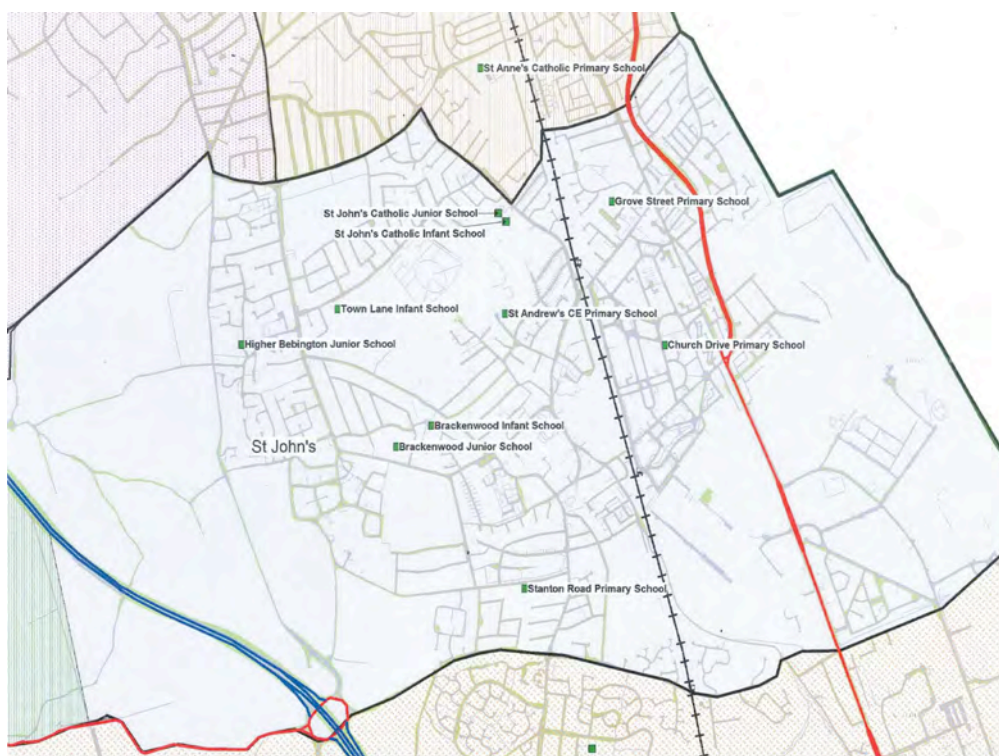 St Anne's Catholic Primary School
Grove Street Primary School
St John's Catholic Junior School
St John's Catholic Infant School
Town Lane Infant School
St Andrew's CE Primary School
Higher Bebington Junior School
Church Drive Primary School
Brackenwood Infant School
St John's
Brackenwood Junior School
Stanton Road Primary School